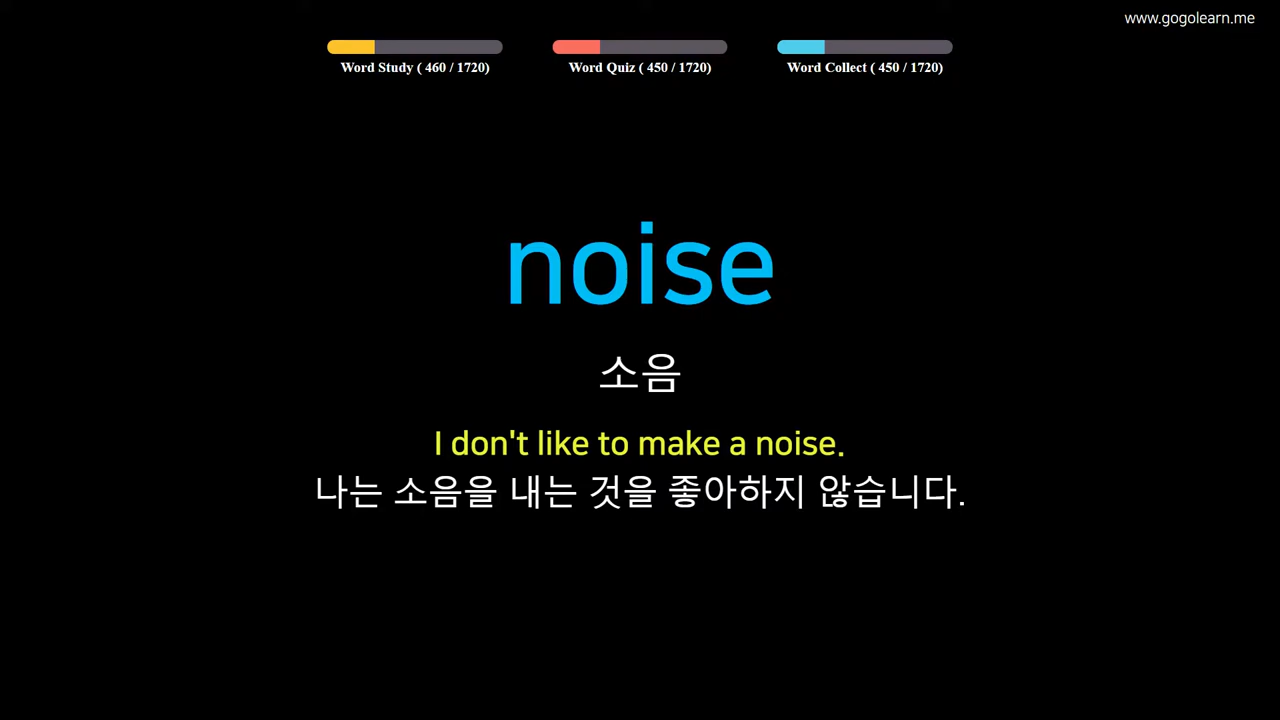 www.gogolearn.me
Word Study ( 460 / 1720)
Word Quiz ( 450 / 1720)
Word Collect ( 450 / 1720)
noise
소음
I don't like to make a noise.
나는 소음을 내는 것을 좋아하지 않습니다.